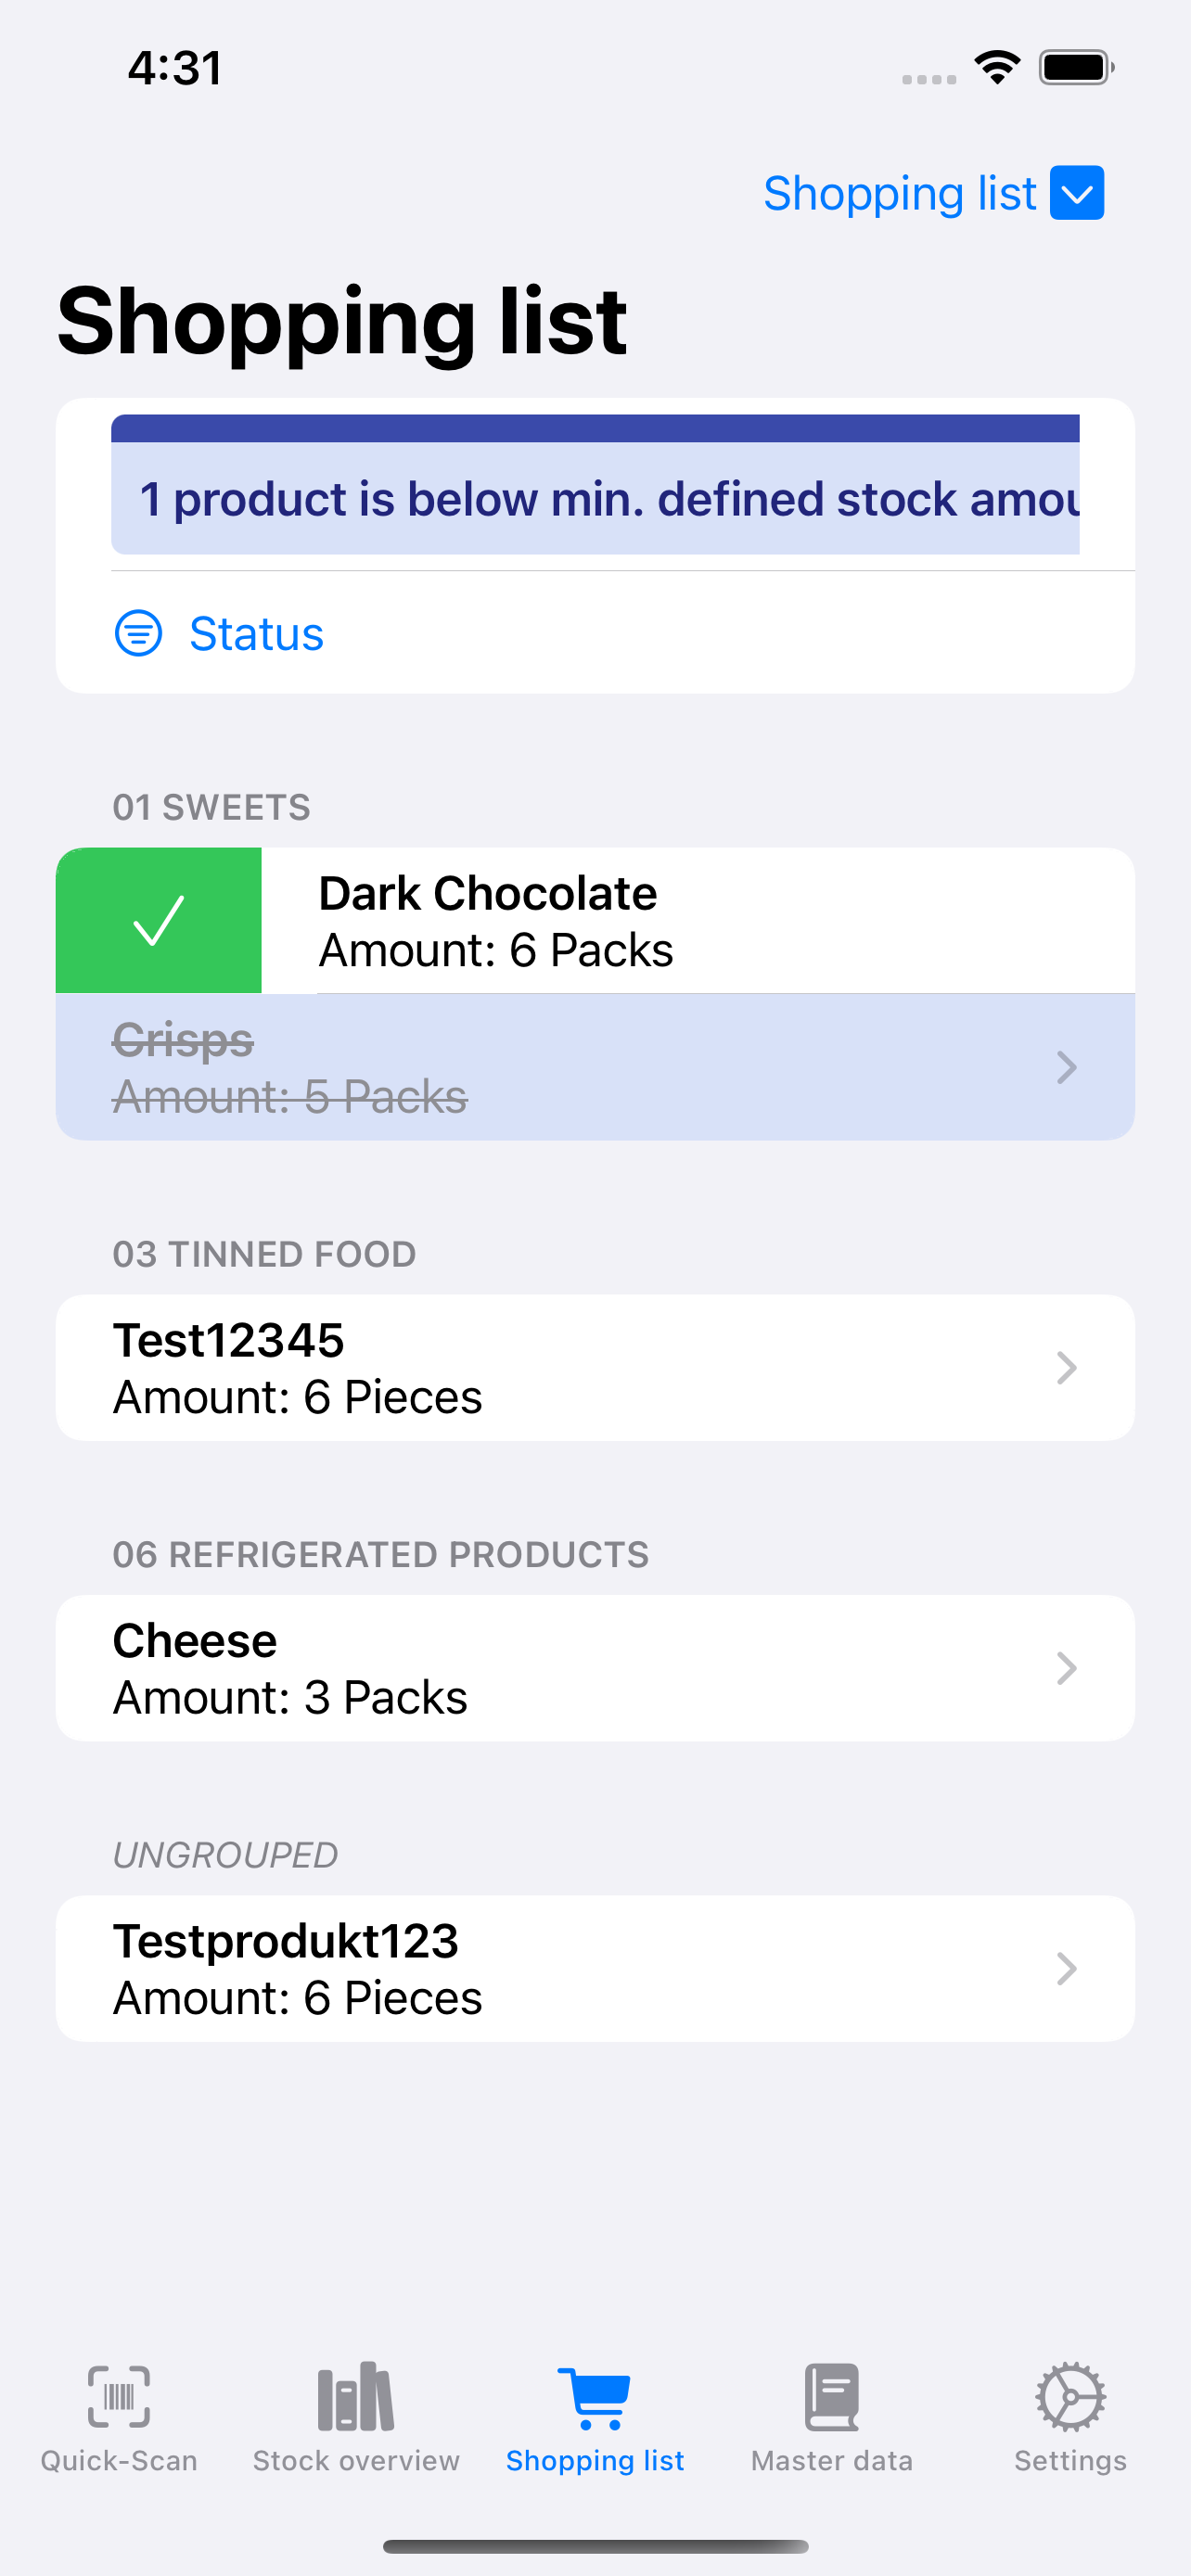 4:31
Shopping list
Shopping list
1 product is below min. defined stock amou
Status
01 SWEETS
Dark Chocolate
Amount: 6 Packs
Crisps
Amount: 5 Packs
03 TINNED FOOD
Test12345
Amount: 6 Pieces
06 REFRIGERATED PRODUCTS
Cheese
Amount: 3 Packs
UNGROUPED
Testprodukt123
Amount: 6 Pieces
Quick-Scan
Stock overview
Shopping list
Master data
Settings